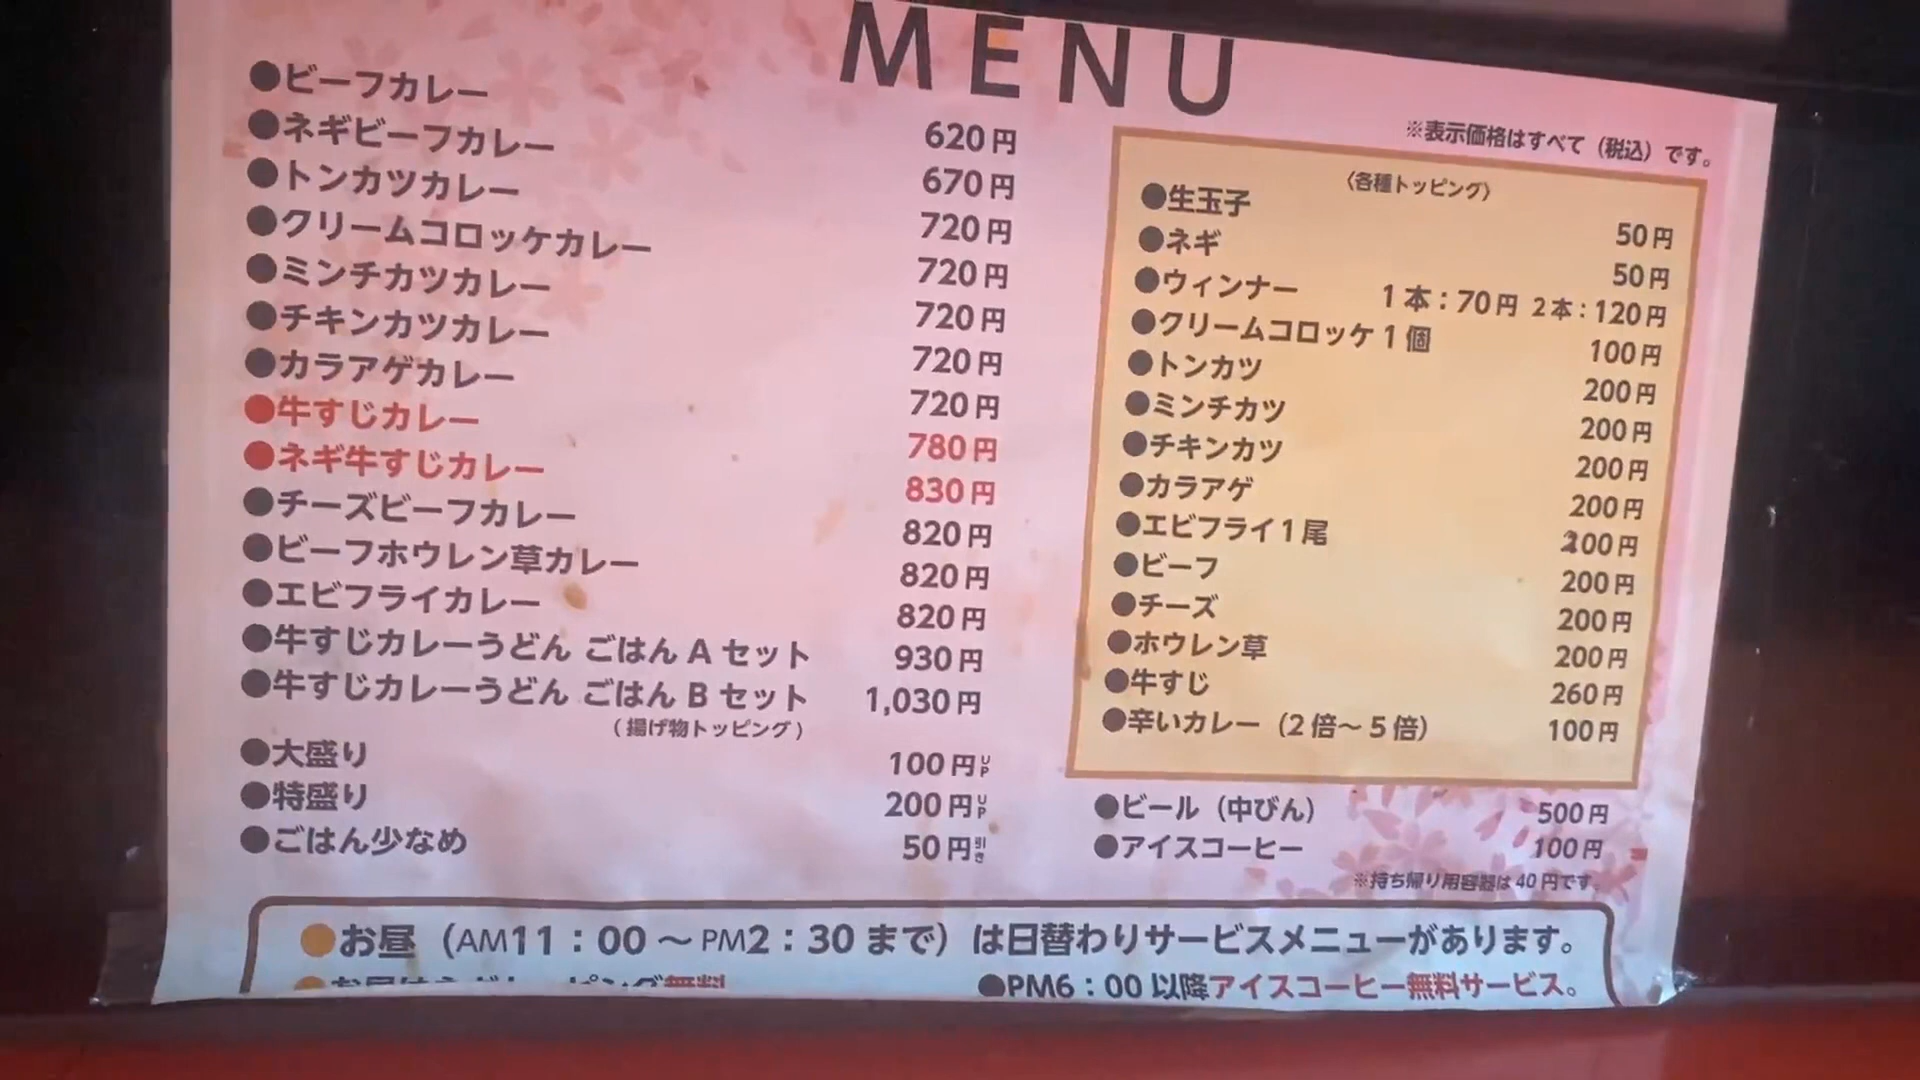 MENU
●ビーフカレー 620円
●ネギビーフカレー 670円
●トンカツカレー 720円
●クリームコロッケカレー 720円
●ミンチカツカレー 720円
●チキンカツカレー 720円
●カラアゲカレー 720円
●牛すじカレー 780円
●ネギ牛すじカレー 830円
●チーズビーフカレー 820円
●ビーフホウレン草カレー 820円
●エビフライカレー 820円
●牛すじカレーうどん ごはん A セット 930円
●牛すじカレーうどん ごはん B セット 1,030円
(揚げ物トッピング)
●大盛り 100円UP
●特盛り 200円UP
●ごはん少なめ 50円引き
※表示価格はすべて（税込）です。
〈各種トッピング〉
●生玉子 50円
●ネギ 50円
●ウィンナー 1本：70円 2本：120円
●クリームコロッケ1個 100円
●トンカツ 200円
●ミンチカツ 200円
●チキンカツ 200円
●カラアゲ 200円
●エビフライ1尾 200円
●ビーフ 200円
●チーズ 200円
●ホウレン草 200円
●牛すじ 260円
●辛いカレー（2倍〜5倍） 100円
●ビール（中びん） 500円
●アイスコーヒー 100円
※持ち帰り用容器は40円です。
●お昼（AM11：00〜PM2：30まで）は日替わりサービスメニューがあります。
無料
●PM6：00以降アイスコーヒー無料サービス。